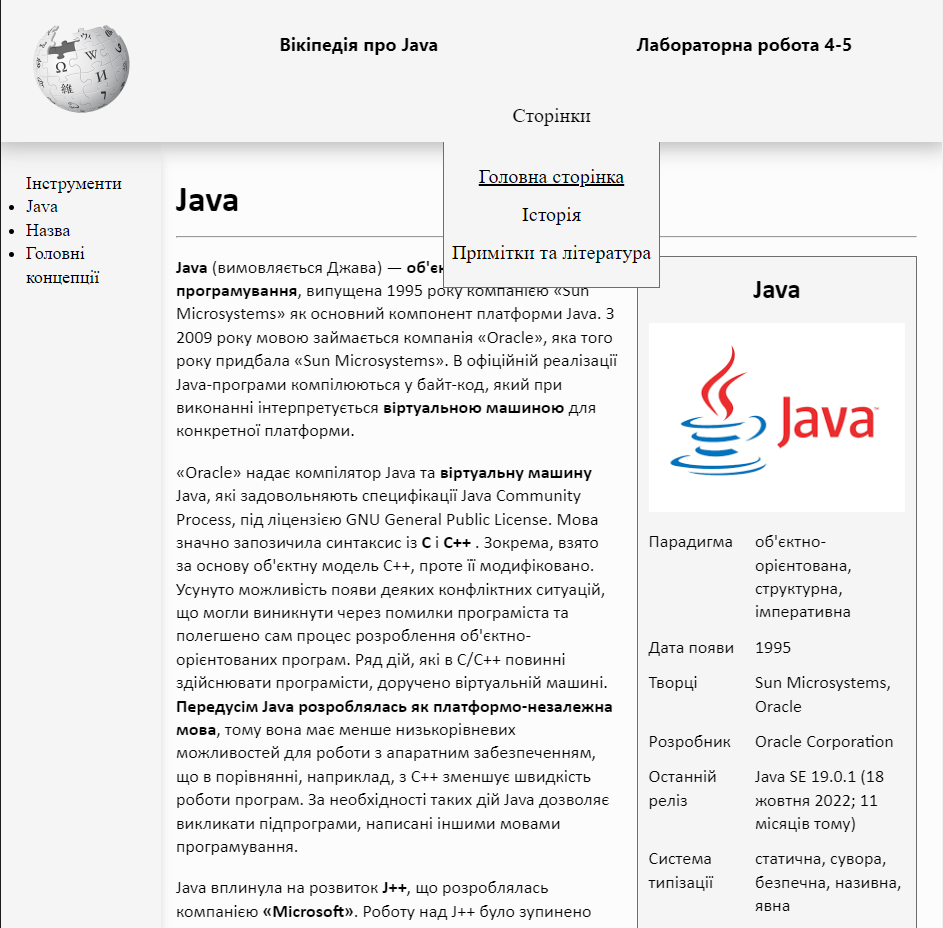 Вікіпедія про Java
Лабораторна робота 4-5
Сторінки
Головна сторінка
Історія
Примітки та література
Інструменти
Java
Назва
Головні
концепції
Java
Java (вимовляється Джава) —
програмування, випущена 1995 року компанією «Sun
Microsystems» як основний компонент платформи Java. З
2009 року мовою займається компанія «Oracle», яка того
року придбала «Sun Microsystems». В офіційній реалізації
Java-програми компілюються у байт-код, який при
виконанні інтерпретується віртуальною машиною для
конкретної платформи.
«Oracle» надає компілятор Java та віртуальну машину
Java, які задовольняють специфікації Java Community
Process, під ліцензією GNU General Public License. Мова
значно запозичила синтаксис із C і C++ . Зокрема, взято
за основу об'єктну модель С++, проте її модифіковано.
Усунуто можливість появи деяких конфліктних ситуацій,
що могли виникнути через помилки програміста та
полегшено сам процес розроблення об'єктно-
орієнтованих програм. Ряд дій, які в C/C++ повинні
здійснювати програмісти, доручено віртуальній машині.
Передусім Java розроблялась як платформо-незалежна
мова, тому вона має менше низькорівневих
можливостей для роботи з апаратним забезпеченням,
що в порівнянні, наприклад, з C++ зменшує швидкість
роботи програм. За необхідності таких дій Java дозволяє
викликати підпрограми, написані іншими мовами
програмування.
Java вплинула на розвиток J++, що розроблялась
компанією «Microsoft». Роботу над J++ було зупинено
Java
Java™
Парадигма об'єктно-
орієнтована,
структурна,
імперативна
Дата появи 1995
Творці Sun Microsystems,
Oracle
Розробник Oracle Corporation
Останній Java SE 19.0.1 (18
реліз жовтня 2022; 11
місяців тому)
Система статична, сувора,
типізації безпечна, називна,
явна